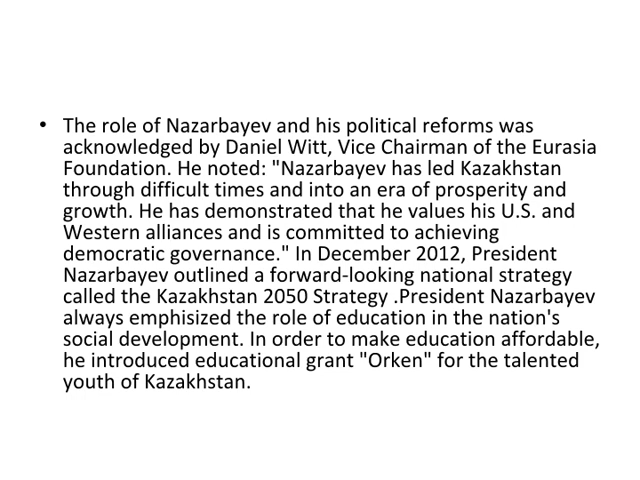 • The role of Nazarbayev and his political reforms was
acknowledged by Daniel Witt, Vice Chairman of the Eurasia
Foundation. He noted: "Nazarbayev has led Kazakhstan
through difficult times and into an era of prosperity and
growth. He has demonstrated that he values his U.S. and
Western alliances and is committed to achieving
democratic governance." In December 2012, President
Nazarbayev outlined a forward-looking national strategy
called the Kazakhstan 2050 Strategy .President Nazarbayev
always emphisized the role of education in the nation's
social development. In order to make education affordable,
he introduced educational grant "Orken" for the talented
youth of Kazakhstan.